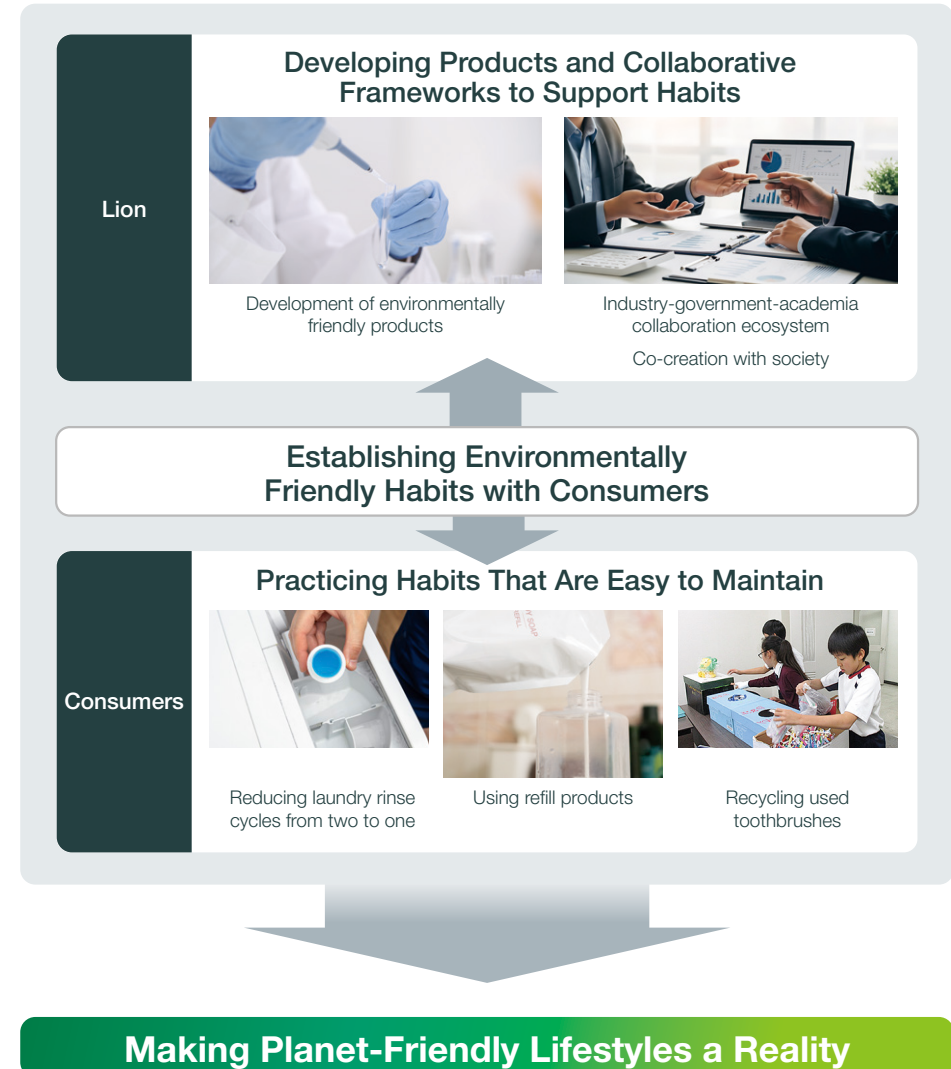 Developing Products and Collaborative
Frameworks to Support Habits
Lion
Development of environmentally
friendly products
Industry-government-academia
collaboration ecosystem
Co-creation with society
Establishing Environmentally
Friendly Habits with Consumers
Practicing Habits That Are Easy to Maintain
Consumers
Reducing laundry rinse
cycles from two to one
Using refill products
Recycling used
toothbrushes
Making Planet-Friendly Lifestyles a Reality